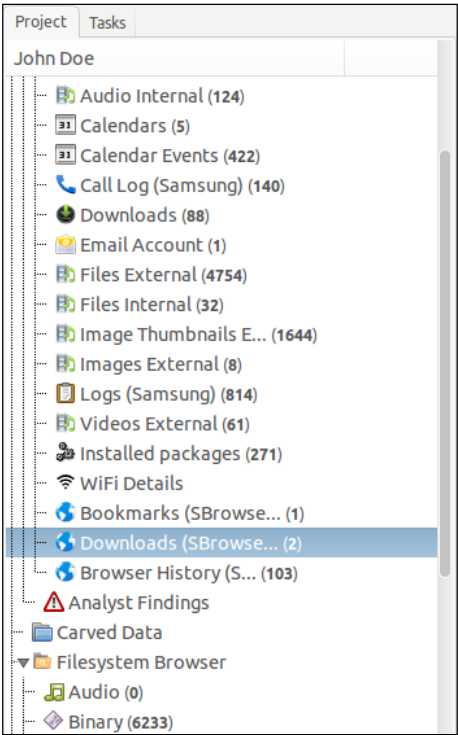 Project Tasks
John Doe
Audio Internal (124)
31 Calendars (5)
31 Calendar Events (422)
Call Log (Samsung) (140)
Downloads (88)
Email Account (1)
Files External (4754)
Files Internal (32)
Image Thumbnails E... (1644)
Images External (8)
Logs (Samsung) (814)
Videos External (61)
Installed packages (271)
WiFi Details
Bookmarks (SBrowse... (1)
Downloads (SBrowse... (2)
Browser History (S... (103)
Analyst Findings
Carved Data
Filesystem Browser
Audio (0)
Binary (6233)